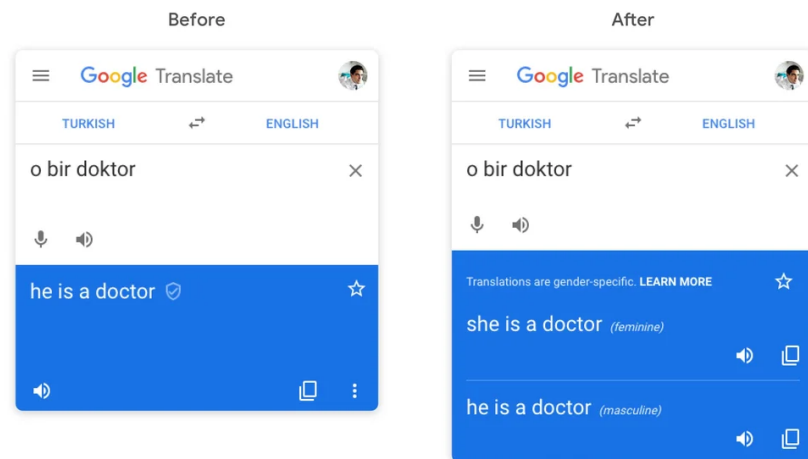 Before
Google Translate
TURKISH ENGLISH
o bir doktor
he is a doctor
After
Google Translate
TURKISH ENGLISH
o bir doktor
Translations are gender-specific. LEARN MORE
she is a doctor (feminine)
he is a doctor (masculine)